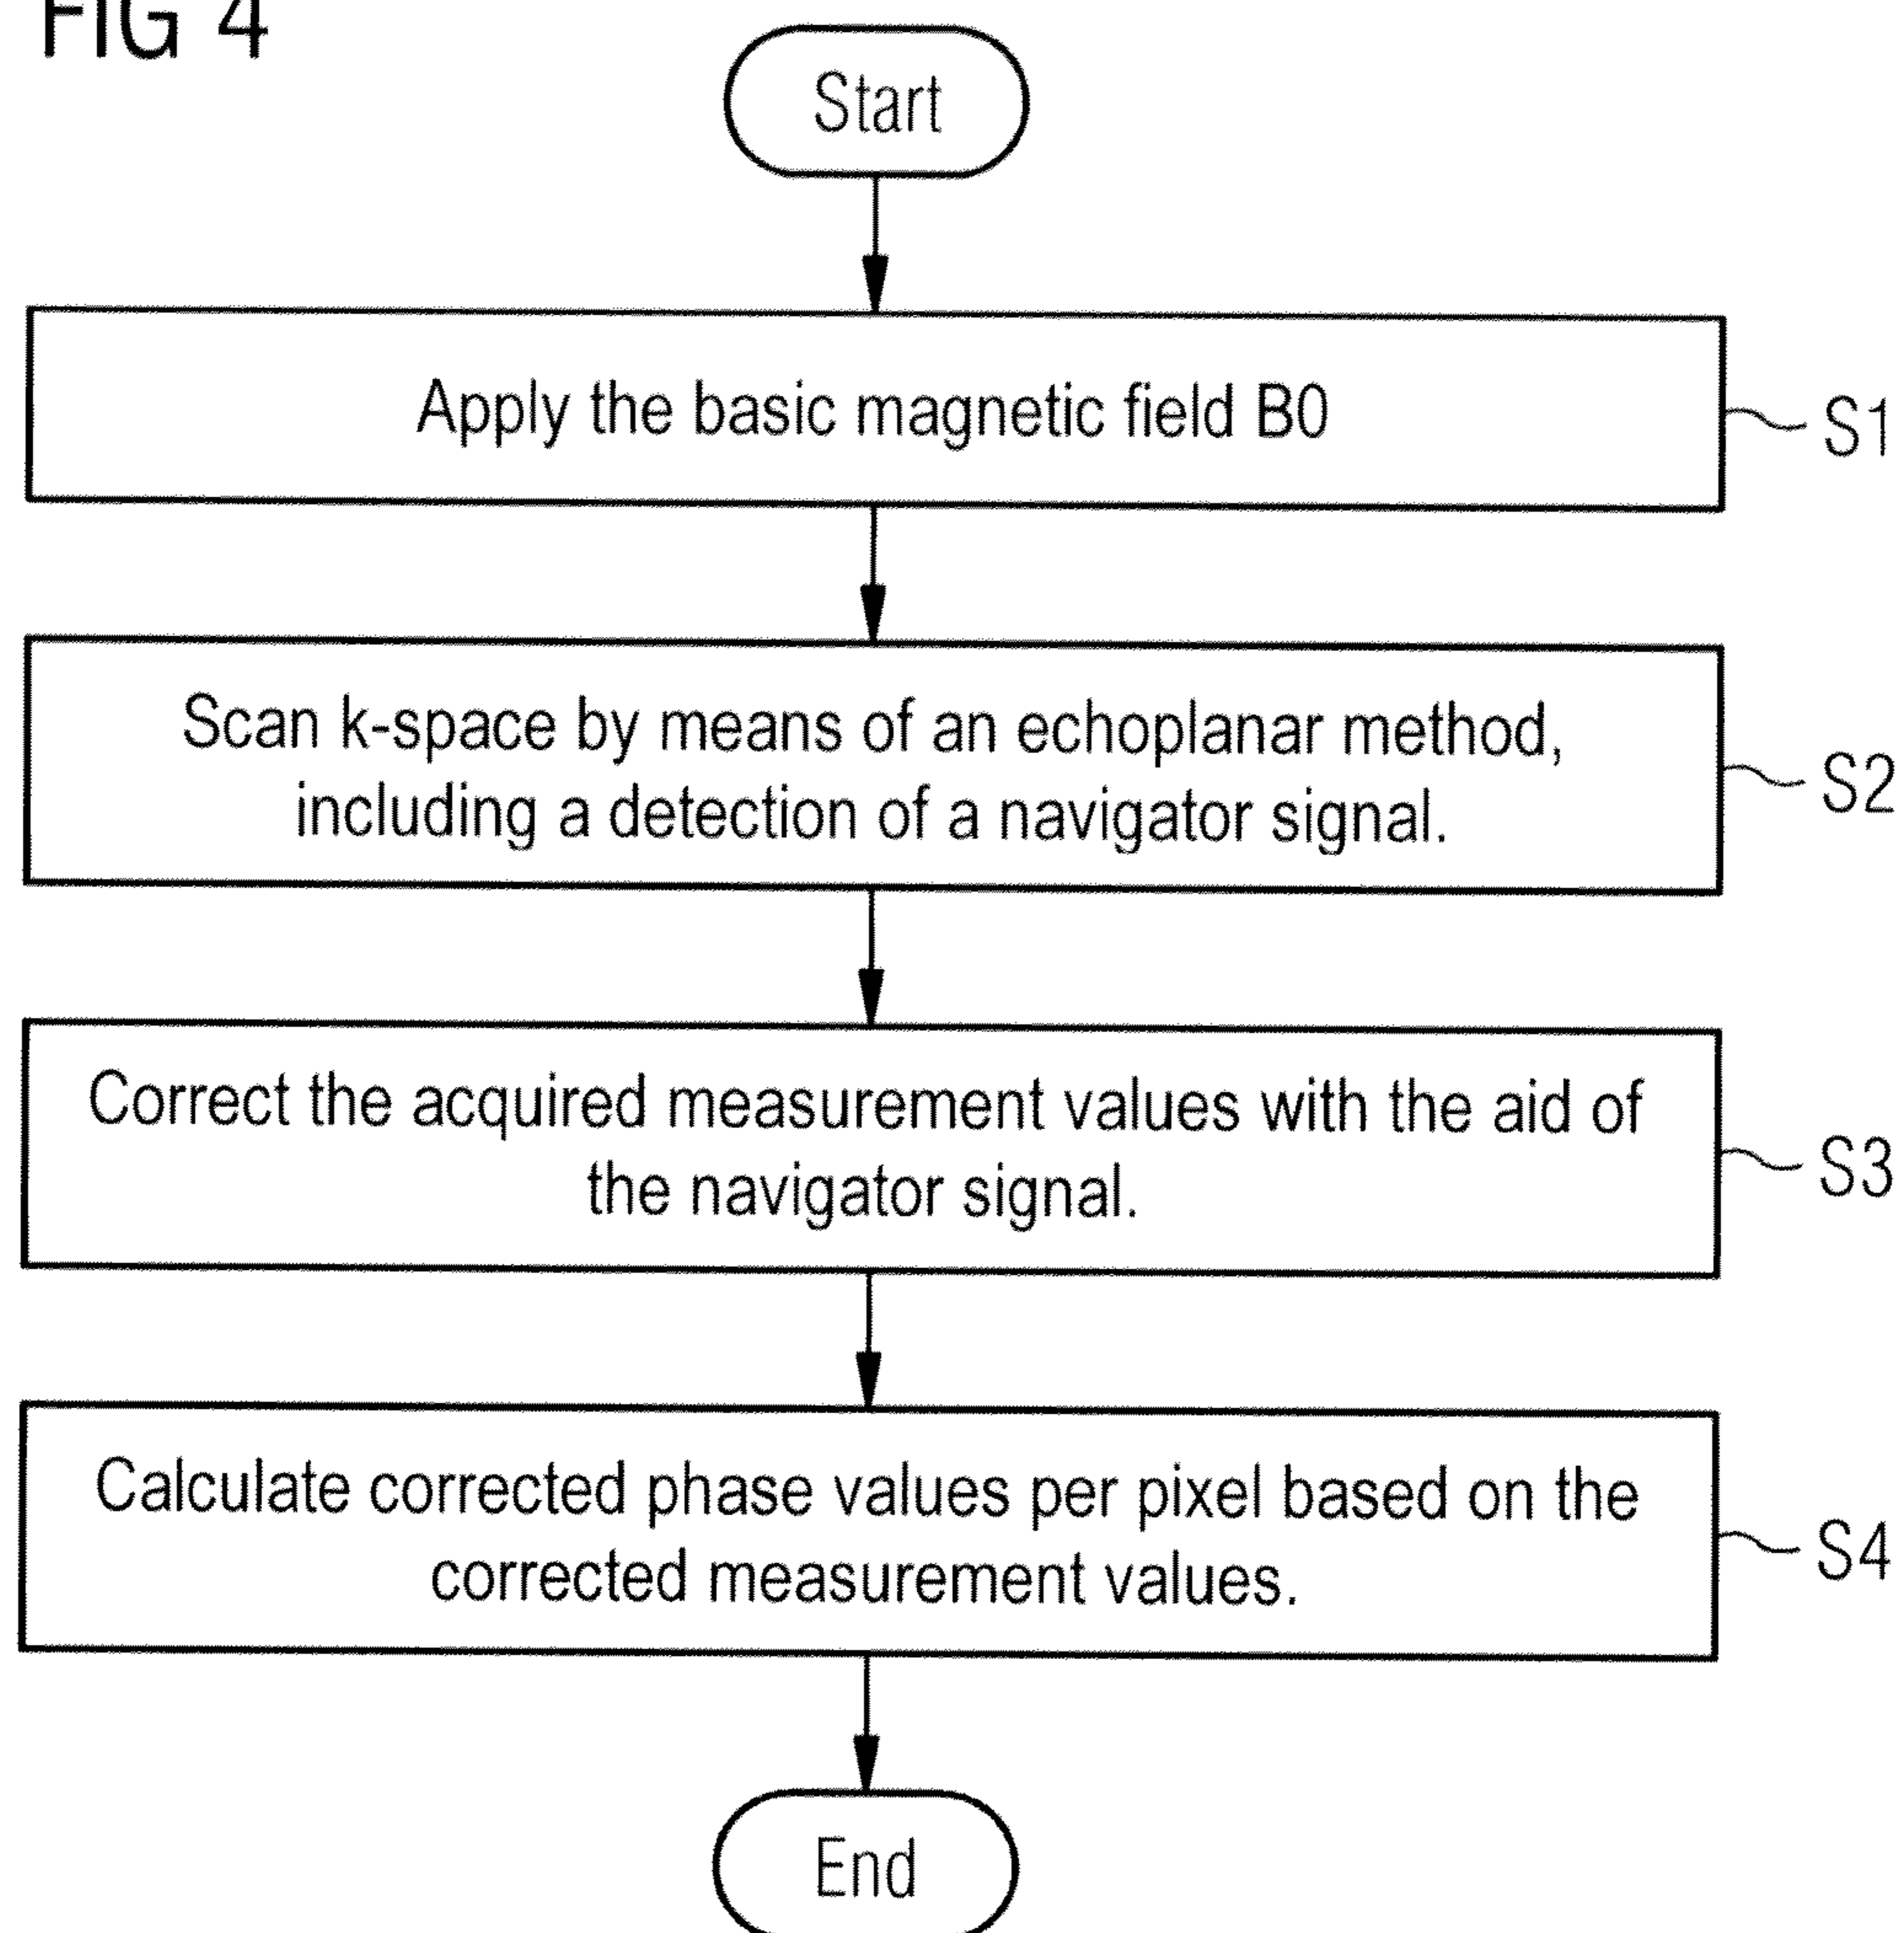 FIG 4
Start
Apply the basic magnetic field B0
S1
Scan k-space by means of an echoplanar method,
including a detection of a navigator signal.
S2
Correct the acquired measurement values with the aid of
the navigator signal.
S3
Calculate corrected phase values per pixel based on the
corrected measurement values.
S4
End